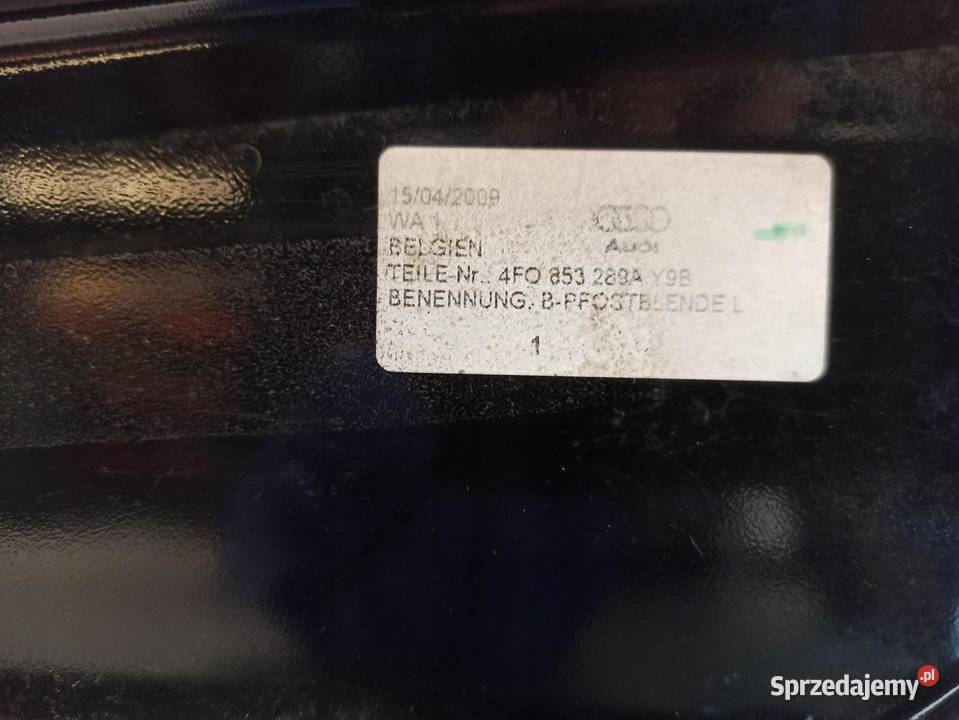 15/04/2009
WA 1
Audi
BELGIEN
TEILE-Nr.: 4F0 853 289A Y9B
BENENNUNG: B-PFOSTBLENDE L
1
Sprzedajemy.pl